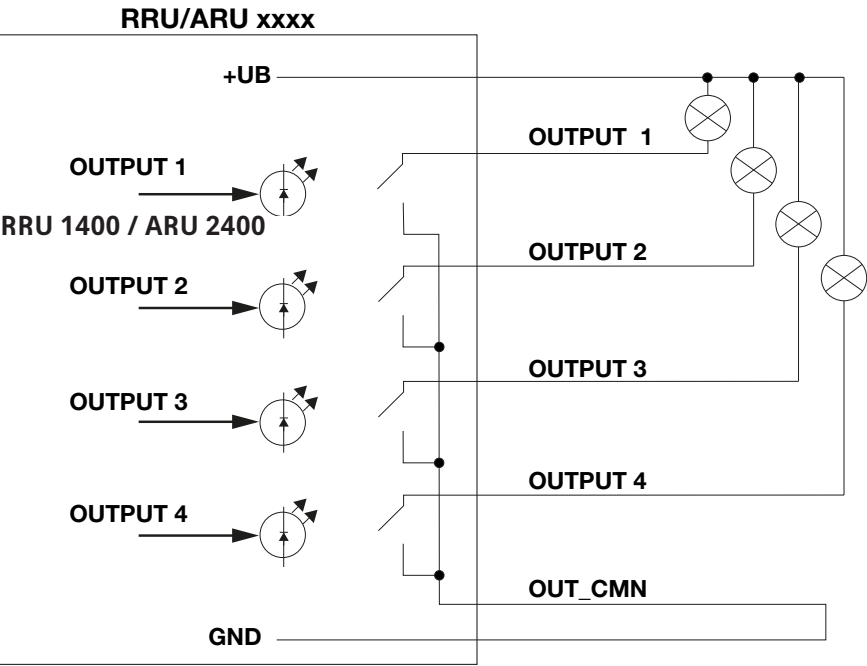 RRU/ARU xxxx
+UB
OUTPUT 1
OUTPUT 1
RRU 1400 / ARU 2400
OUTPUT 2
OUTPUT 2
OUTPUT 3
OUTPUT 3
OUTPUT 4
OUTPUT 4
OUT_CMN
GND